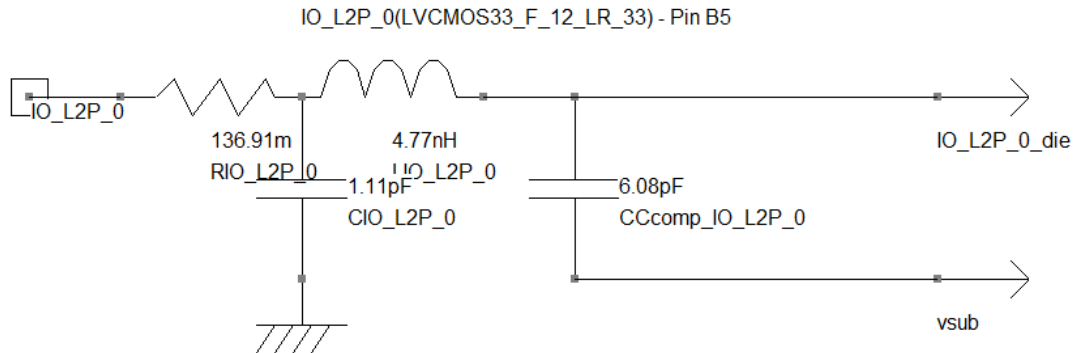 IO_L2P_0(LVCMOS33_F_12_LR_33) - Pin B5
IO_L2P_0
136.91m
RIO_L2P_0
4.77nH
LIO_L2P_0
IO_L2P_0_die
1.11pF
CIO_L2P_0
6.08pF
CCcomp_IO_L2P_0
vsub